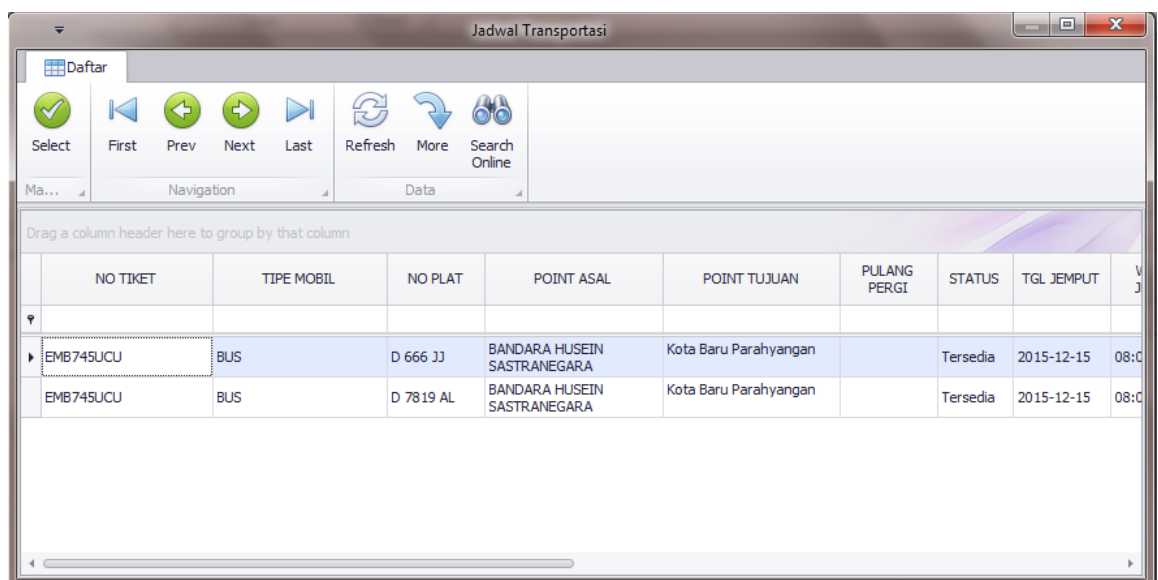 Jadwal Transportasi
Daftar
Select First Prev Next Last Refresh More Search
Online
Ma... Navigation Data
Drag a column header here to group by that column
NO TIKET TIPE MOBIL NO PLAT POINT ASAL POINT TUJUAN PULANG
PERGI STATUS TGL JEMPUT
EMB745UCU BUS D 666 JJ BANDARA HUSEIN
SASTRANEGARA Kota Baru Parahyangan Tersedia 2015-12-15
EMB745UCU BUS D 7819 AL BANDARA HUSEIN
SASTRANEGARA Kota Baru Parahyangan Tersedia 2015-12-15